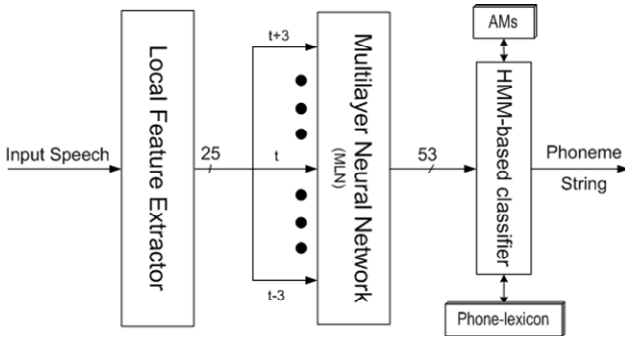 Input Speech
Local Feature Extractor
25
t+3
t
t-3
Multilayer Neural Network
(MLN)
53
AMs
HMM-based classifier
Phone-lexicon
Phoneme
String